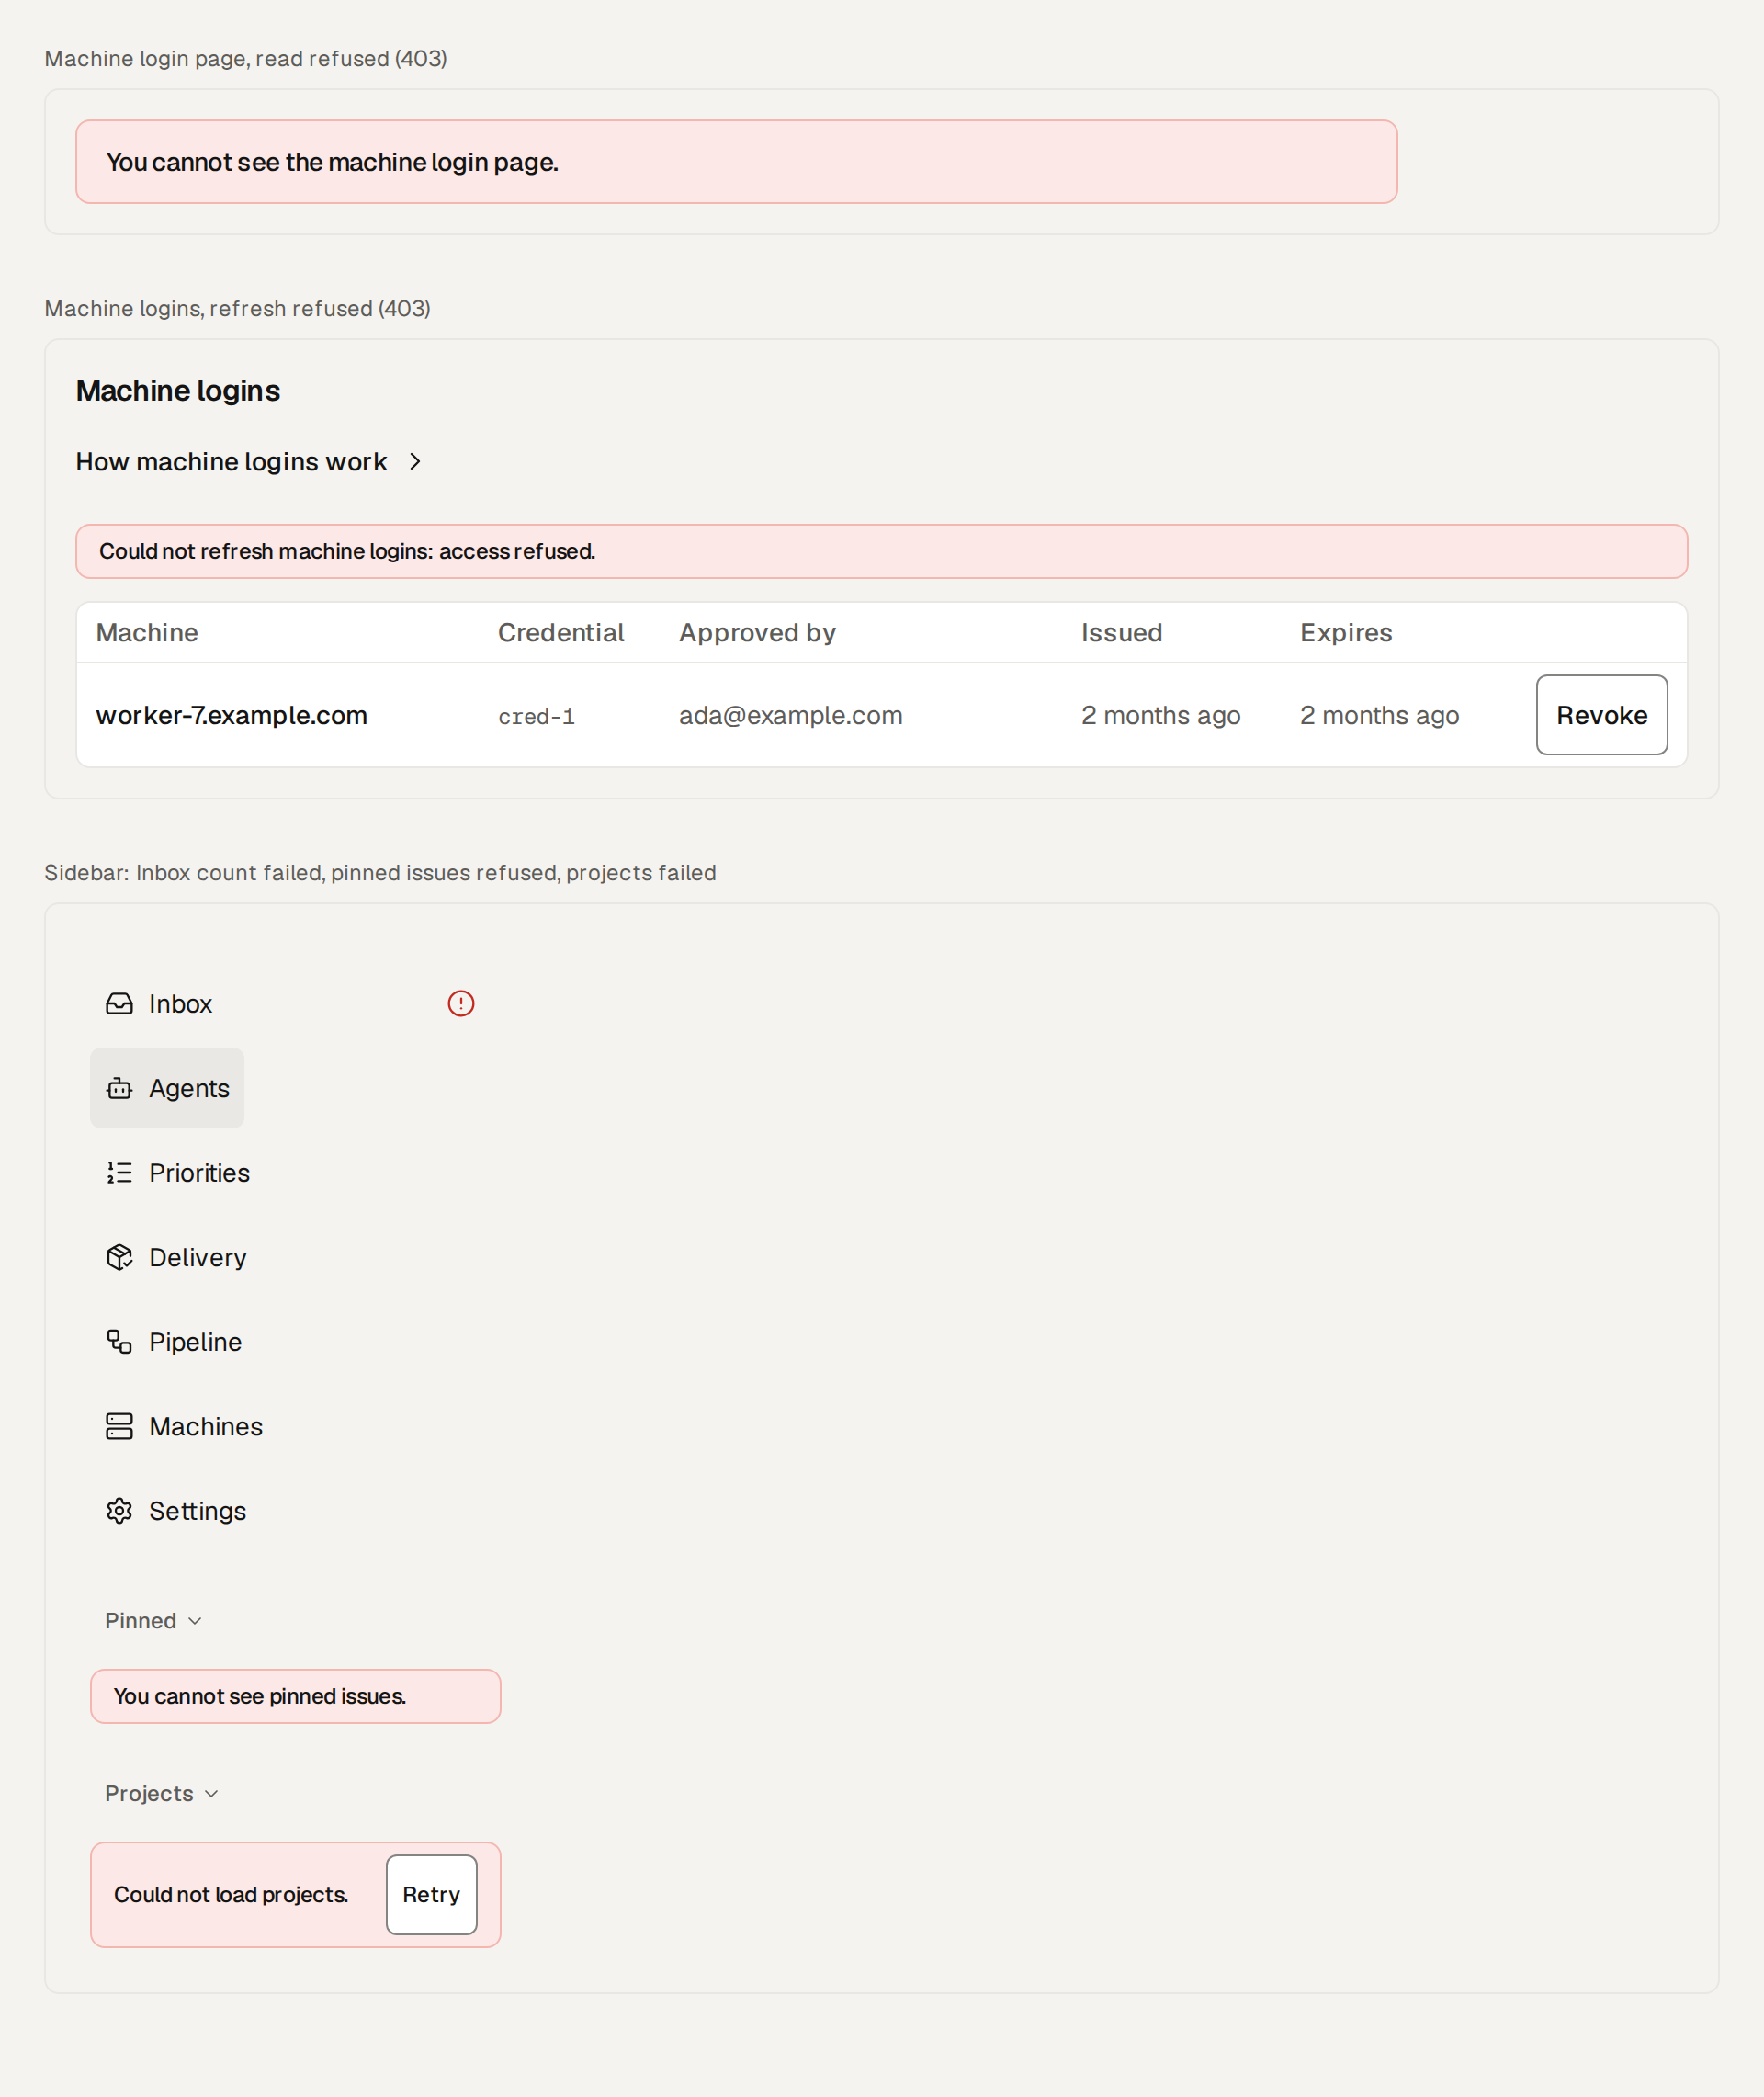 Machine login page, read refused (403)
You cannot see the machine login page.
Machine logins, refresh refused (403)
Machine logins
How machine logins work
Could not refresh machine logins: access refused.
Machine Credential Approved by Issued Expires
worker-7.example.com cred-1 ada@example.com 2 months ago 2 months ago Revoke
Sidebar: Inbox count failed, pinned issues refused, projects failed
Inbox
Agents
Priorities
Delivery
Pipeline
Machines
Settings
Pinned
You cannot see pinned issues.
Projects
Could not load projects. Retry